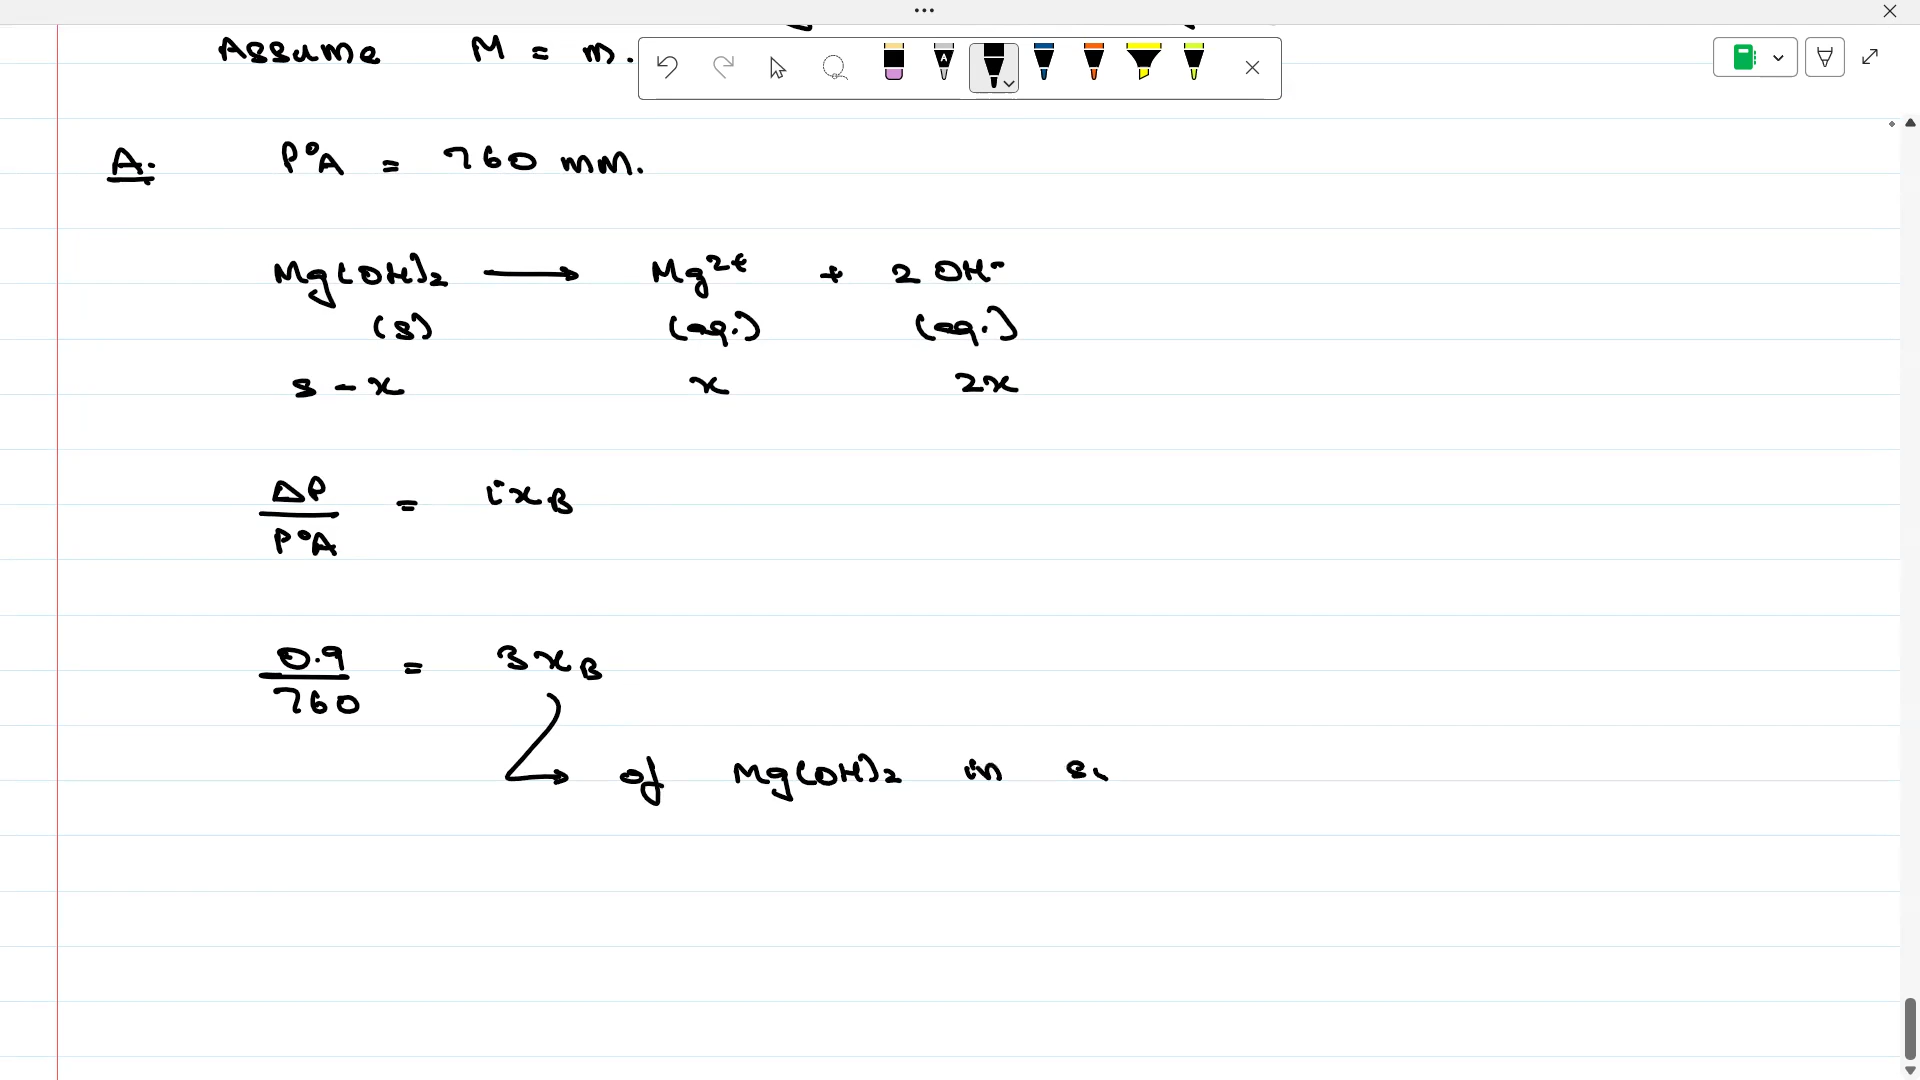 Assume M = m.
A. P°A = 760 mm.
Mg(OH)2 → Mg2+ + 2 OH-
(s) (aq.) (aq.)
s - x x 2x
ΔP / P°A = i xB
0.9 / 760 = 3 xB
→ of Mg(OH)2 in